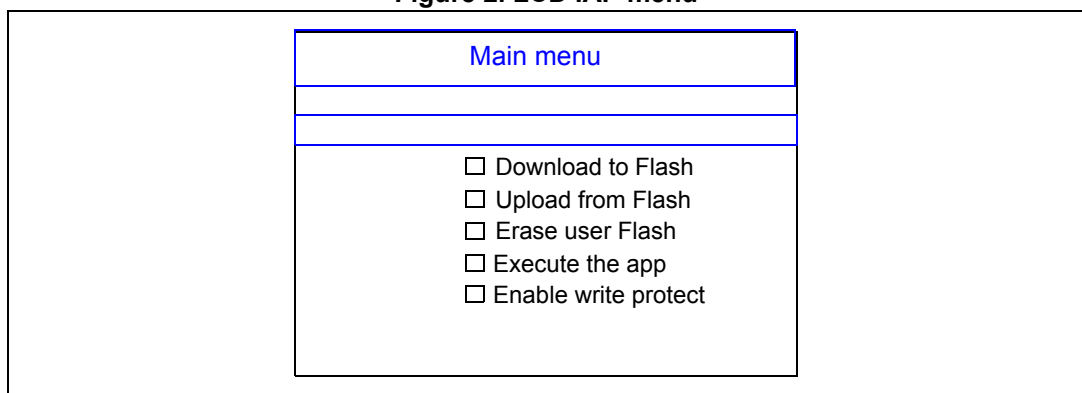 Main menu
Download to Flash
Upload from Flash
Erase user Flash
Execute the app
Enable write protect